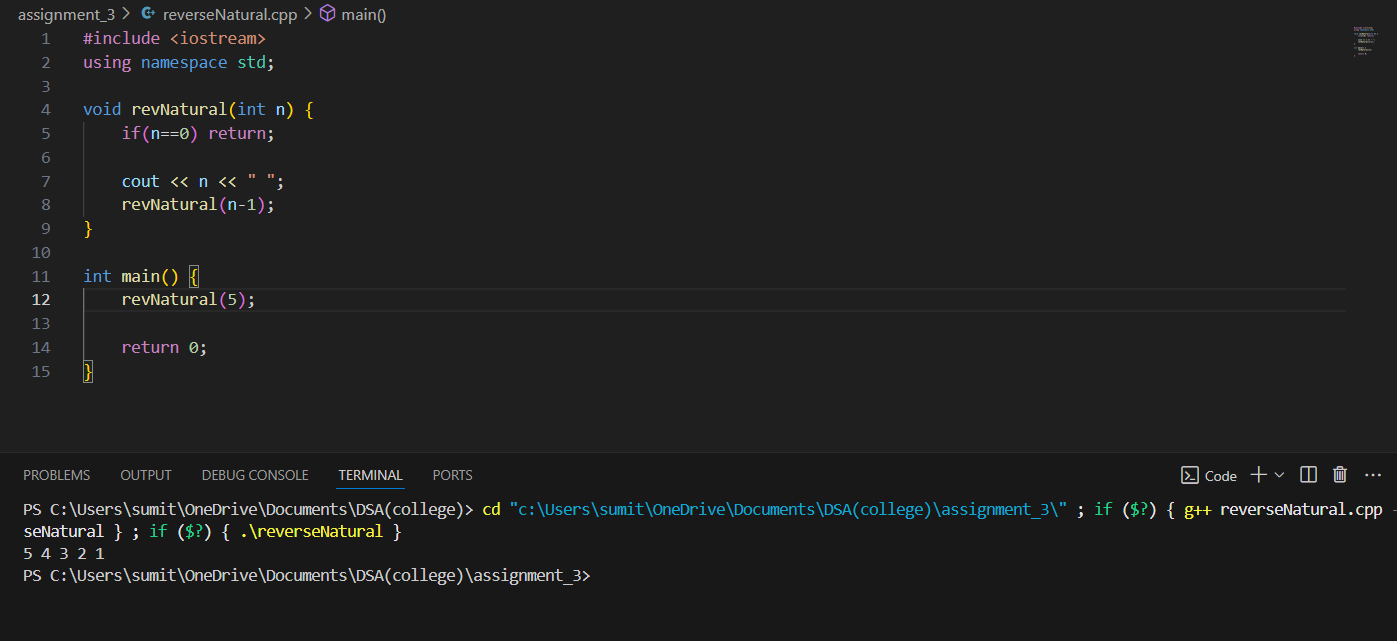 assignment_3 > reverseNatural.cpp > main()
1 #include <iostream>
2 using namespace std;
3
4 void revNatural(int n) {
5     if(n==0) return;
6
7     cout << n << " ";
8     revNatural(n-1);
9 }
10
11 int main() {
12     revNatural(5);
13
14     return 0;
15 }
PROBLEMS OUTPUT DEBUG CONSOLE TERMINAL PORTS Code
PS C:\Users\sumit\OneDrive\Documents\DSA(college)> cd "c:\Users\sumit\OneDrive\Documents\DSA(college)\assignment_3\" ; if ($?) { g++ reverseNatural.cpp -
seNatural } ; if ($?) { .\reverseNatural }
5 4 3 2 1
PS C:\Users\sumit\OneDrive\Documents\DSA(college)\assignment_3>